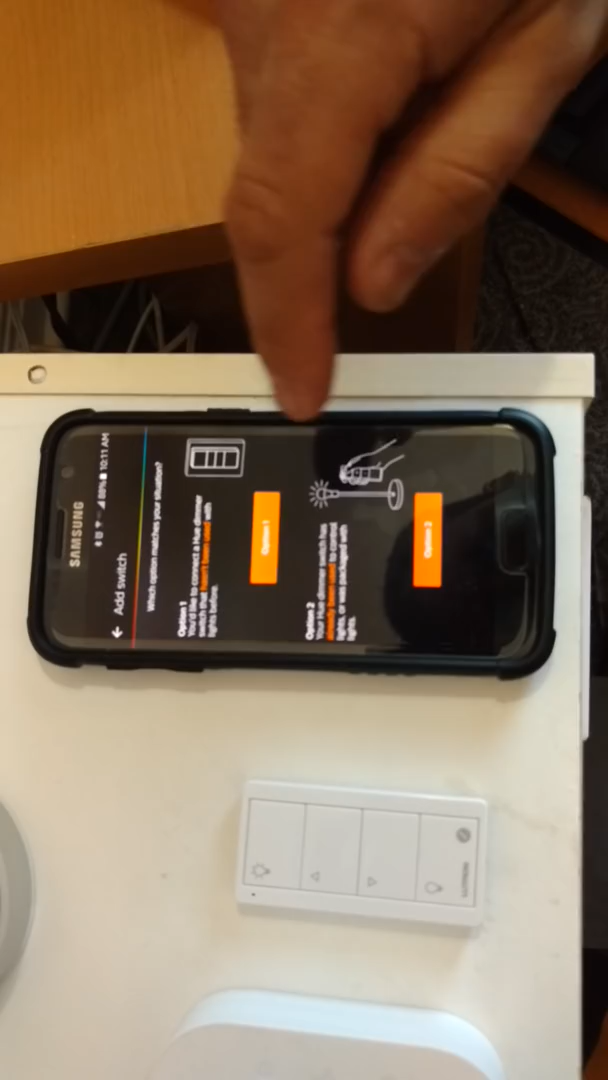 SAMSUNG
88% 10:11 AM
← Add switch
Which option matches your situation?
Option 1
You'd like to connect a Hue dimmer
switch that hasn't been used with
lights before.
Option 1
Option 2
Your Hue dimmer switch has
already been used to control
lights, or was packaged with
lights.
Option 2
LUTRON